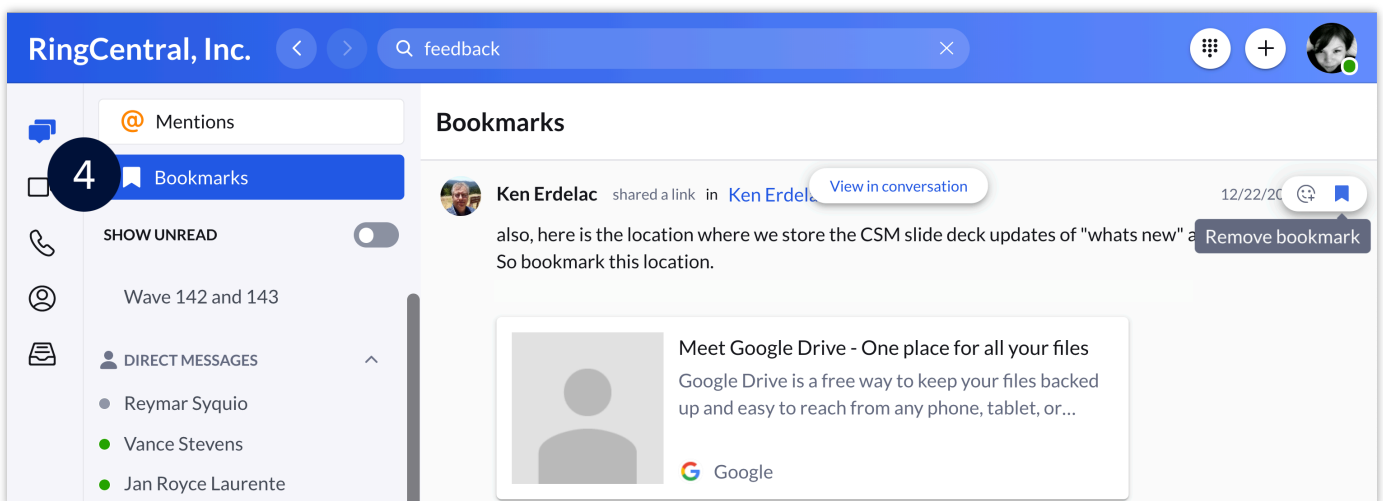 RingCentral, Inc.
feedback
@ Mentions
4
Bookmarks
SHOW UNREAD
Wave 142 and 143
DIRECT MESSAGES
Reymar Syquio
Vance Stevens
Jan Royce Laurente
Bookmarks
Ken Erdelac shared a link in Ken
View in conversation
Remove bookmark
also, here is the location where we store the CSM slide deck updates of "whats new"
So bookmark this location.
Meet Google Drive - One place for all your files
Google Drive is a free way to keep your files backed
up and easy to reach from any phone, tablet, or...
Google